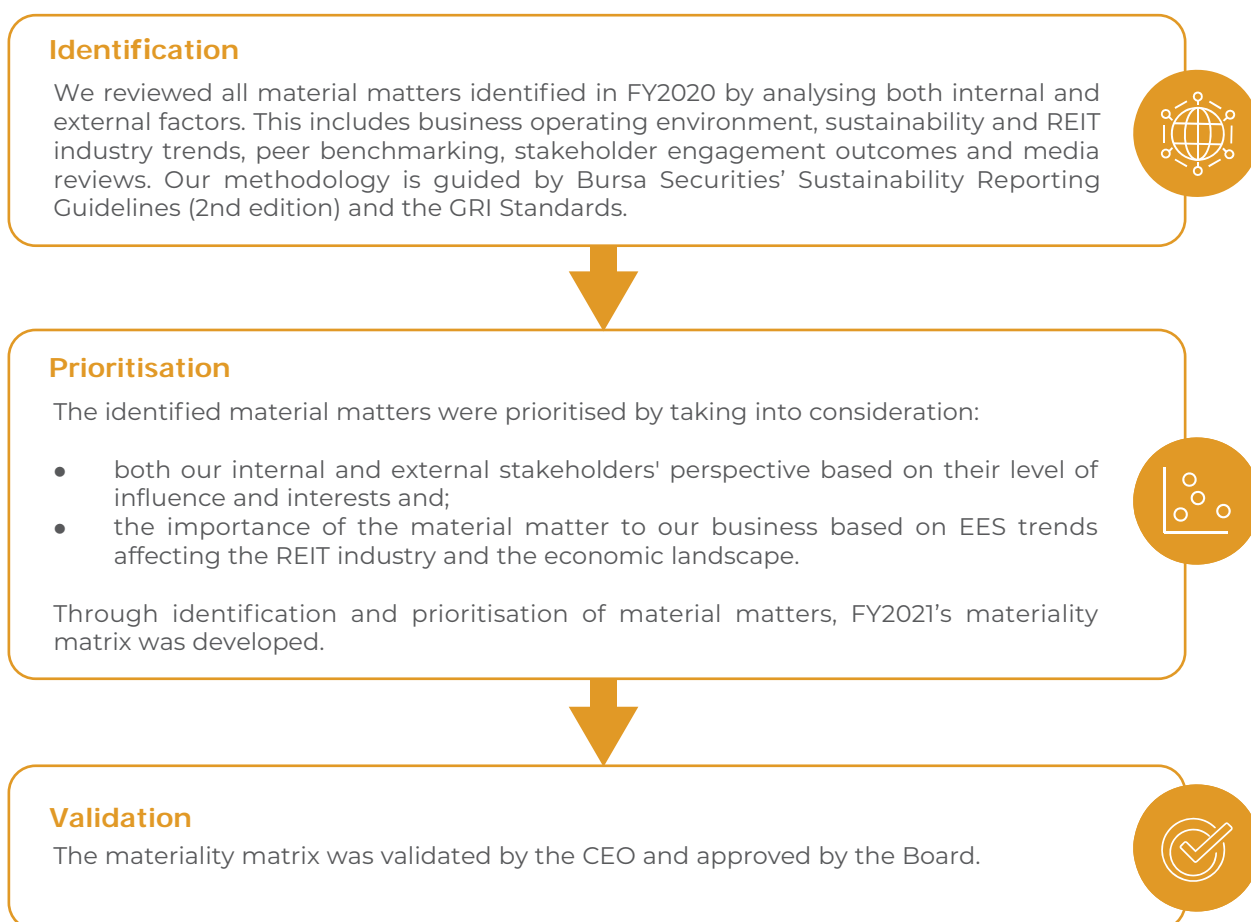 Identification
We reviewed all material matters identified in FY2020 by analysing both internal and
external factors. This includes business operating environment, sustainability and REIT
industry trends, peer benchmarking, stakeholder engagement outcomes and media
reviews. Our methodology is guided by Bursa Securities’ Sustainability Reporting
Guidelines (2nd edition) and the GRI Standards.
Prioritisation
The identified material matters were prioritised by taking into consideration:
● both our internal and external stakeholders' perspective based on their level of
influence and interests and;
● the importance of the material matter to our business based on EES trends
affecting the REIT industry and the economic landscape.
Through identification and prioritisation of material matters, FY2021’s materiality
matrix was developed.
Validation
The materiality matrix was validated by the CEO and approved by the Board.